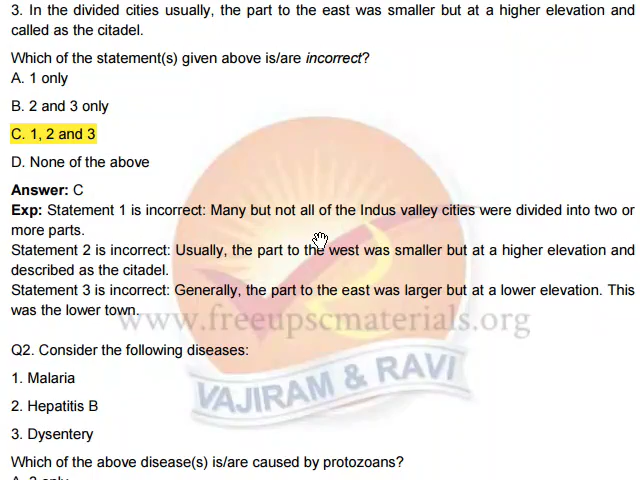 3. In the divided cities usually, the part to the east was smaller but at a higher elevation and
called as the citadel.
Which of the statement(s) given above is/are incorrect?
A. 1 only
B. 2 and 3 only
C. 1, 2 and 3
D. None of the above
Answer: C
Exp: Statement 1 is incorrect: Many but not all of the Indus valley cities were divided into two or
more parts.
Statement 2 is incorrect: Usually, the part to the west was smaller but at a higher elevation and
described as the citadel.
Statement 3 is incorrect: Generally, the part to the east was larger but at a lower elevation. This
was the lower town.
www.freeupscmaterials.org
Q2. Consider the following diseases:
1. Malaria
2. Hepatitis B
3. Dysentery
VAJIRAM & RAVI
Which of the above disease(s) is/are caused by protozoans?